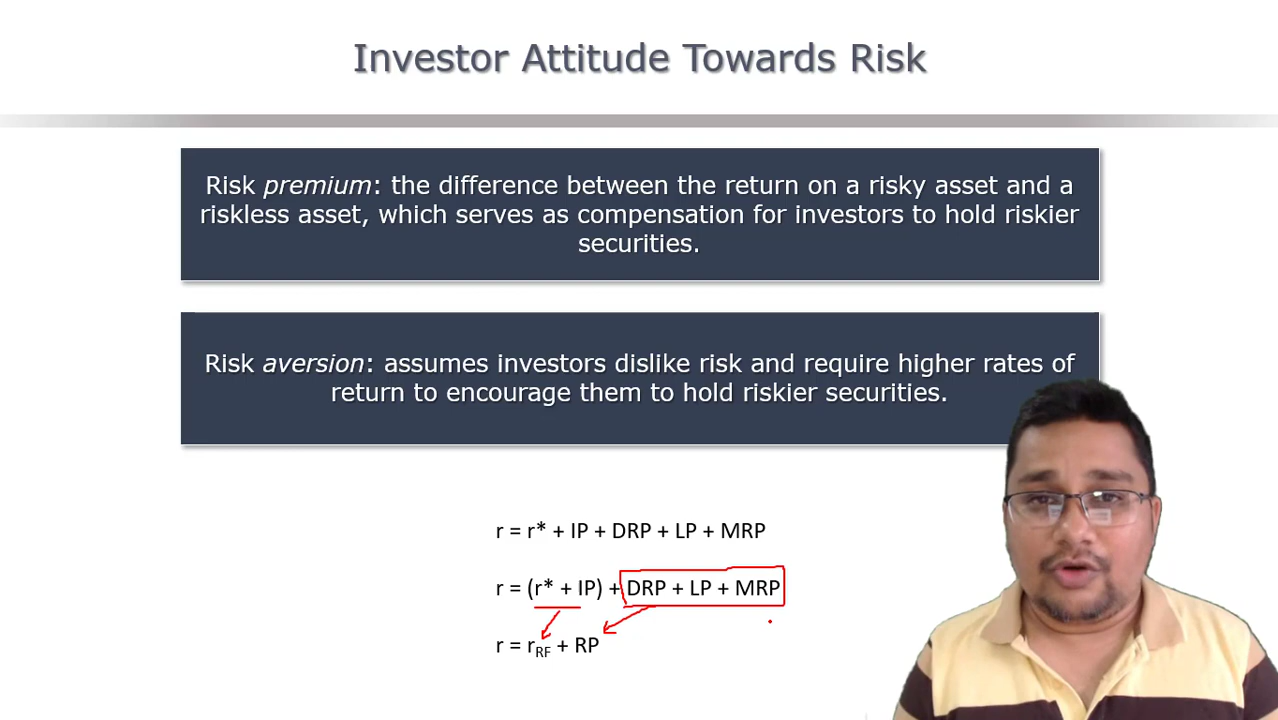 Investor Attitude Towards Risk
Risk premium: the difference between the return on a risky asset and a
riskless asset, which serves as compensation for investors to hold riskier
securities.
Risk aversion: assumes investors dislike risk and require higher rates of
return to encourage them to hold riskier securities.
r = r* + IP + DRP + LP + MRP
r = (r* + IP) + DRP + LP + MRP
r = rRF + RP